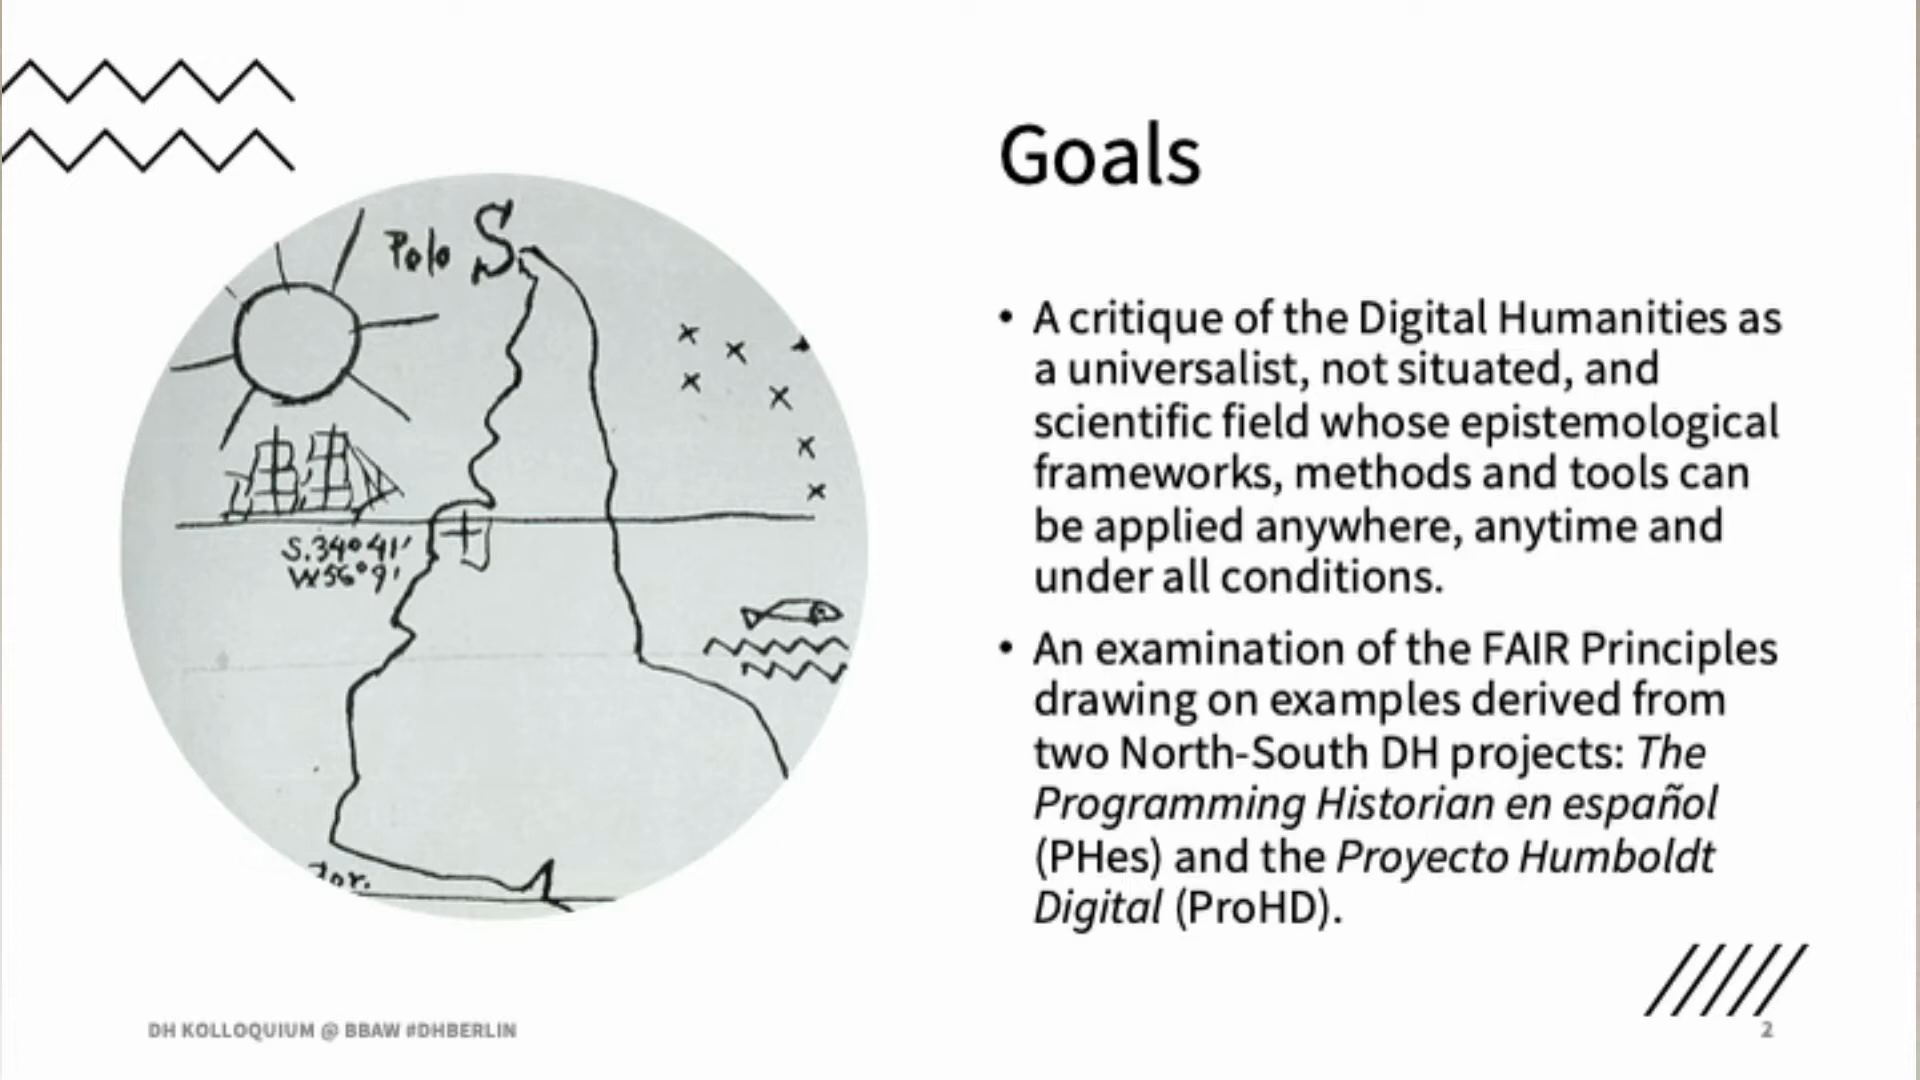 Goals
• A critique of the Digital Humanities as
a universalist, not situated, and
scientific field whose epistemological
frameworks, methods and tools can
be applied anywhere, anytime and
under all conditions.
• An examination of the FAIR Principles
drawing on examples derived from
two North-South DH projects: The
Programming Historian en español
(PHes) and the Proyecto Humboldt
Digital (ProHD).
Polo S.
S. 34° 41'
W 56° 9'
DH KOLLOQUIUM @ BBAW #DHBERLIN
2